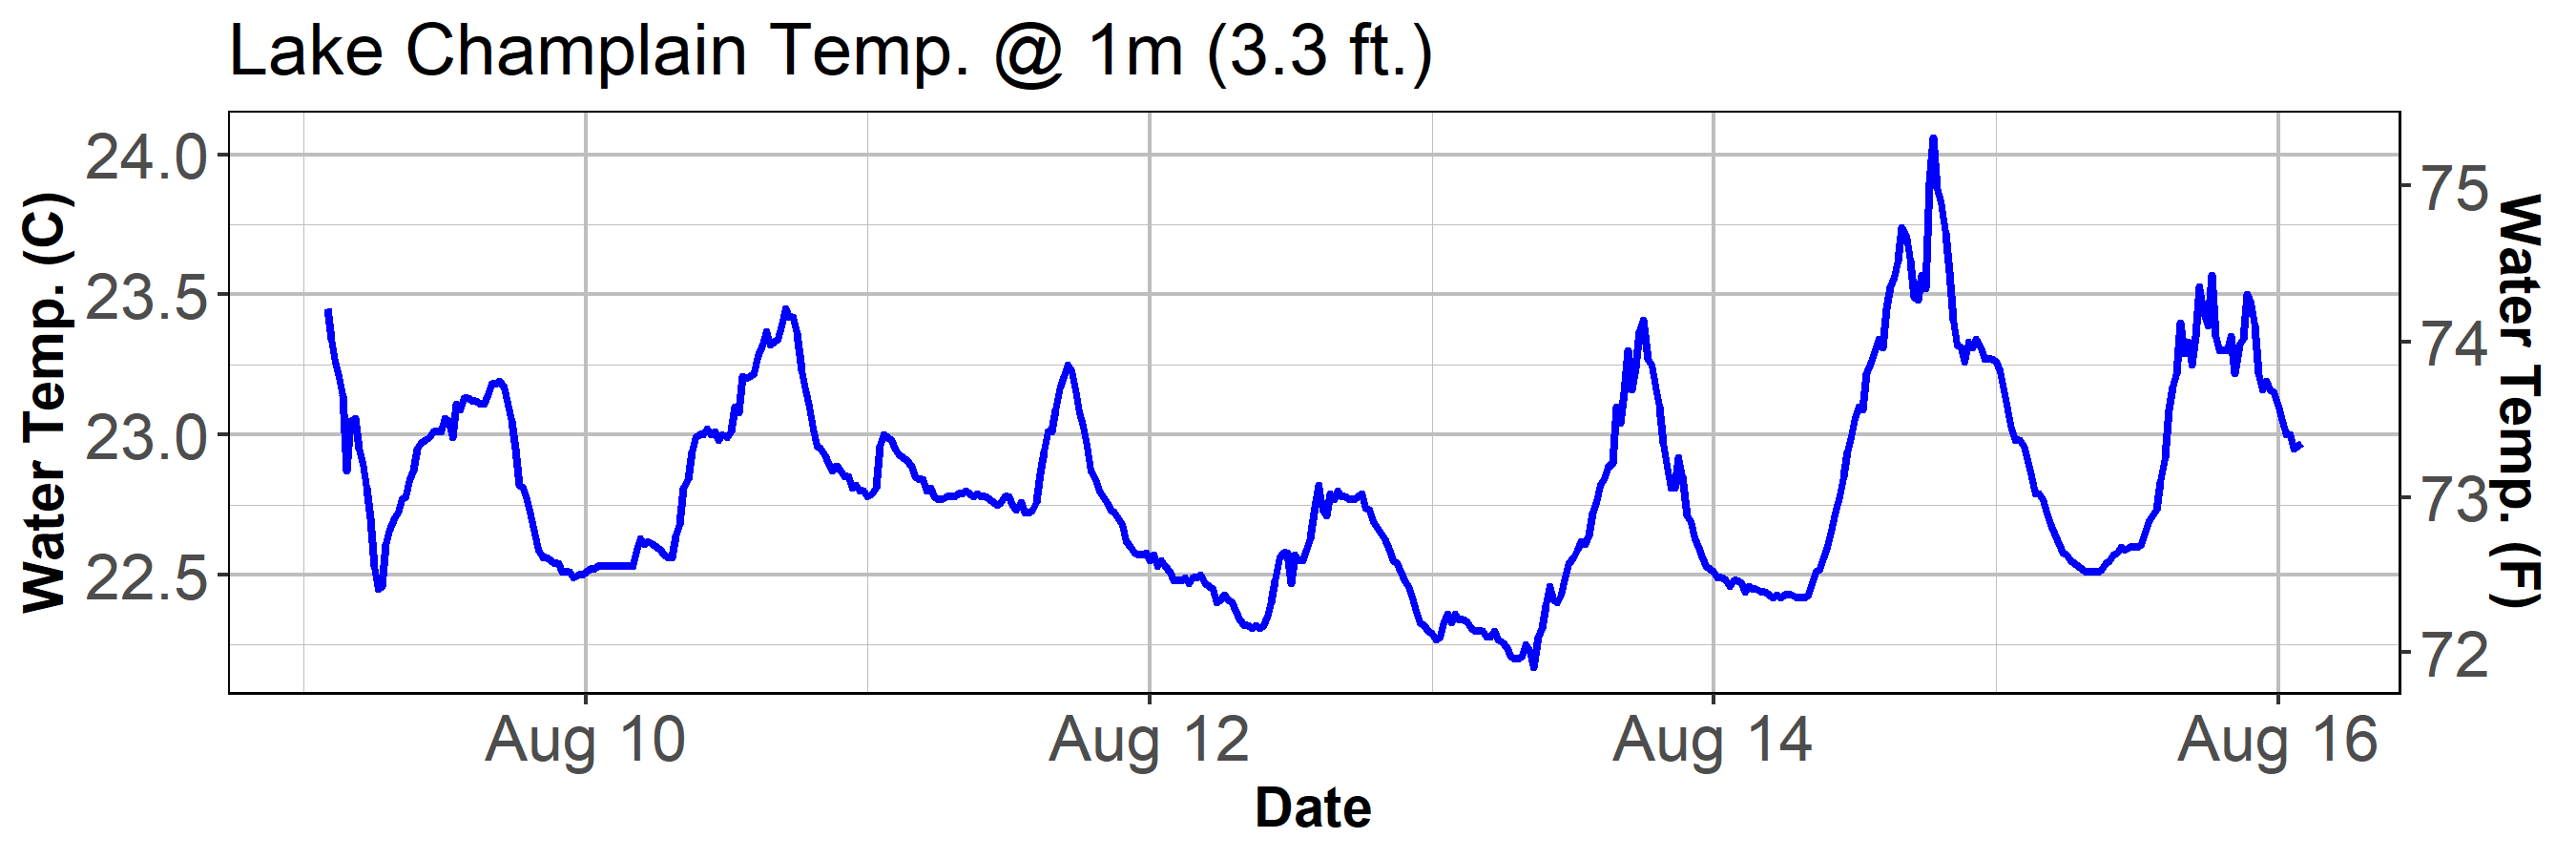 Lake Champlain Temp. @ 1m (3.3 ft.)
Water Temp. (C)
24.0
23.5
23.0
22.5
75
74
73
72
Water Temp. (F)
Aug 10
Aug 12
Aug 14
Aug 16
Date